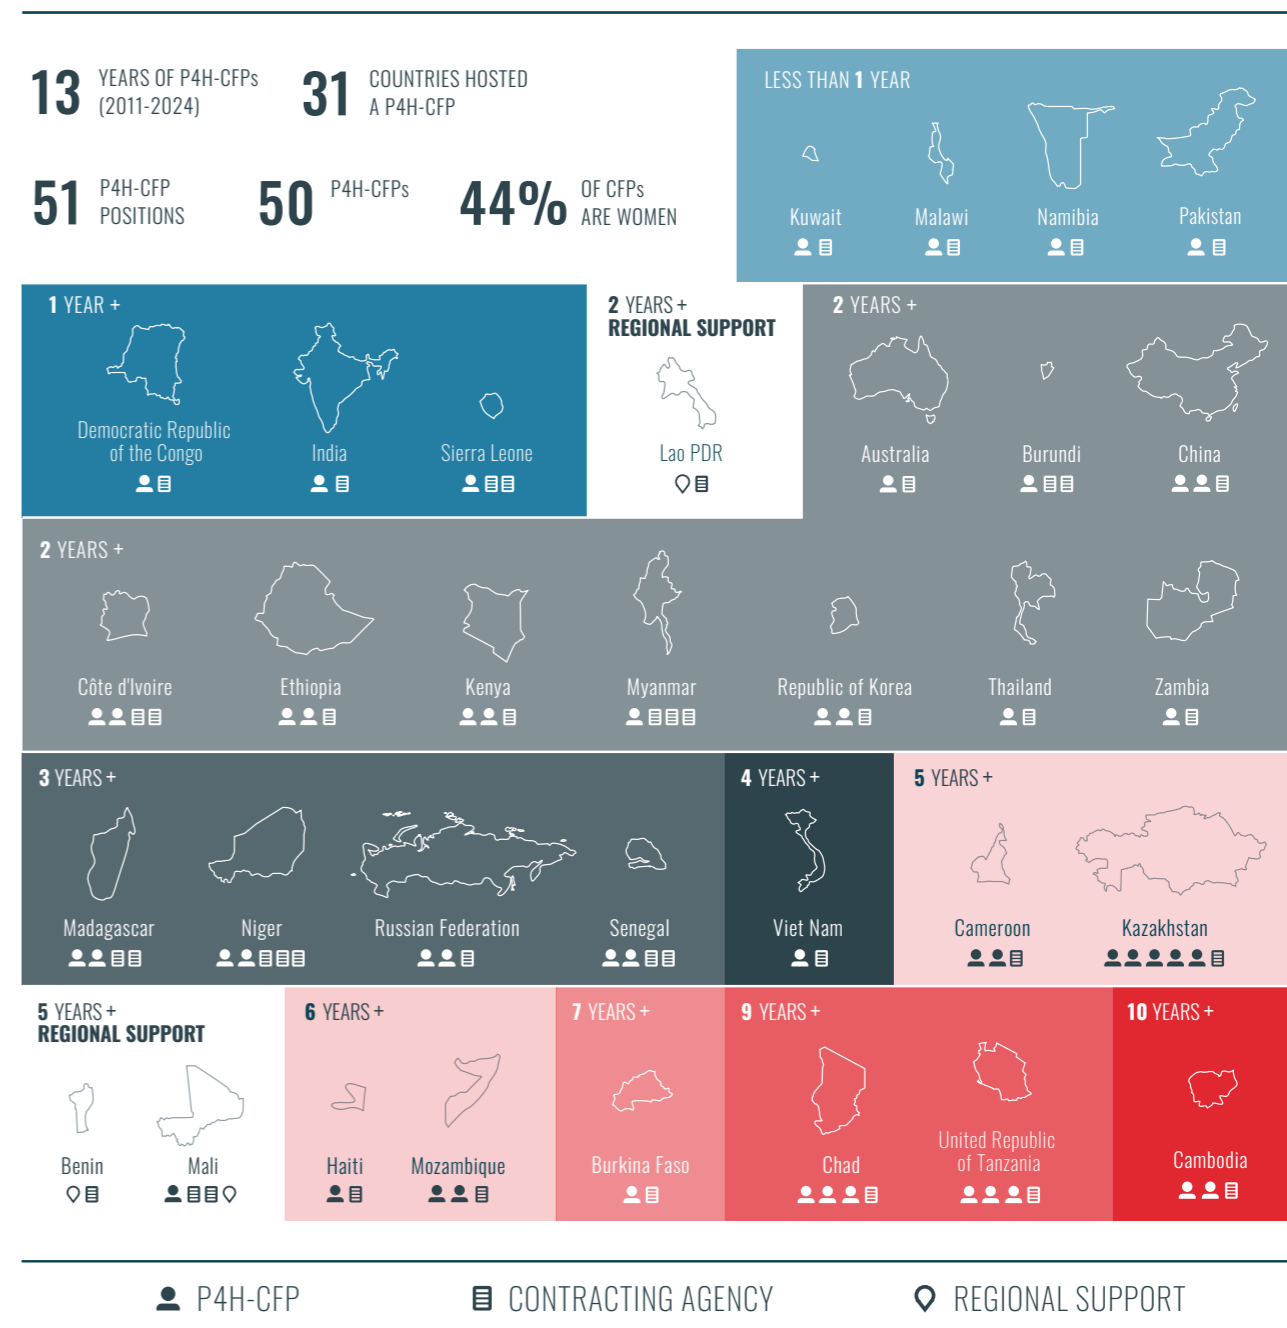 13 YEARS OF P4H-CFPs
(2011-2024)
31 COUNTRIES HOSTED
A P4H-CFP
51 P4H-CFP
POSITIONS
50 P4H-CFPs
44% OF CFPs
ARE WOMEN
LESS THAN 1 YEAR
Kuwait
Malawi
Namibia
Pakistan
1 YEAR +
Democratic Republic
of the Congo
India
Sierra Leone
2 YEARS +
REGIONAL SUPPORT
Lao PDR
2 YEARS +
Australia
Burundi
China
2 YEARS +
Côte d'Ivoire
Ethiopia
Kenya
Myanmar
Republic of Korea
Thailand
Zambia
3 YEARS +
Madagascar
Niger
Russian Federation
Senegal
4 YEARS +
Viet Nam
5 YEARS +
Cameroon
Kazakhstan
5 YEARS +
REGIONAL SUPPORT
Benin
Mali
6 YEARS +
Haiti
Mozambique
7 YEARS +
Burkina Faso
9 YEARS +
Chad
United Republic
of Tanzania
10 YEARS +
Cambodia
P4H-CFP
CONTRACTING AGENCY
REGIONAL SUPPORT